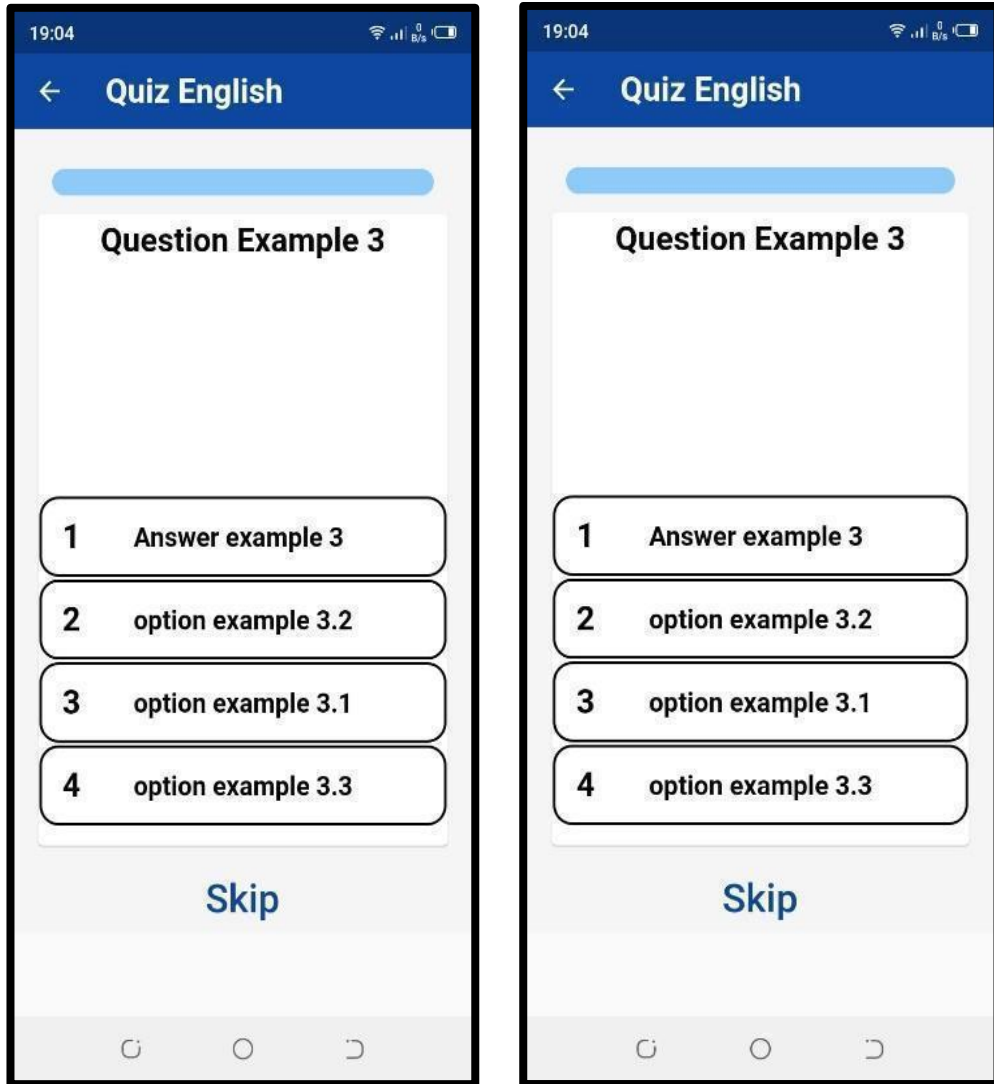 19:04
0
B/s
Quiz English
Question Example 3
1 Answer example 3
2 option example 3.2
3 option example 3.1
4 option example 3.3
Skip
19:04
0
B/s
Quiz English
Question Example 3
1 Answer example 3
2 option example 3.2
3 option example 3.1
4 option example 3.3
Skip